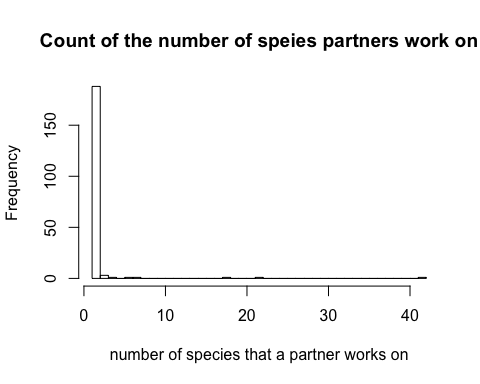 Count of the number of speies partners work on
Frequency
150
100
50
0
0 10 20 30 40
number of species that a partner works on